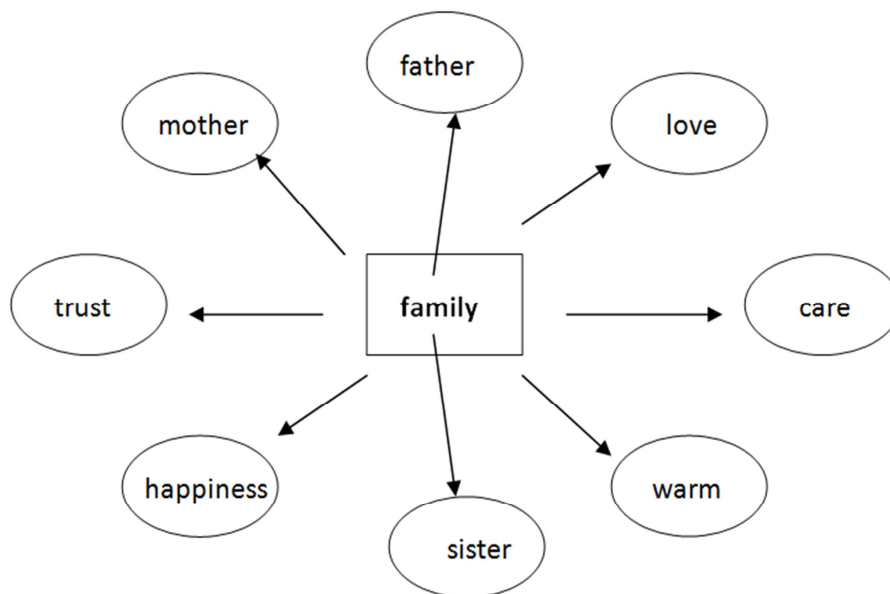 father
mother
love
trust
family
care
happiness
warm
sister